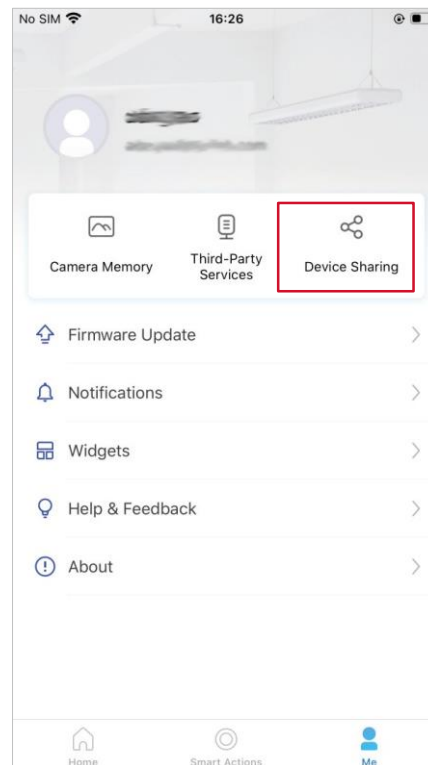 No SIM 16:26
Camera Memory
Third-Party
Services
Device Sharing
Firmware Update
Notifications
Widgets
Help & Feedback
About
Home Smart Actions Me